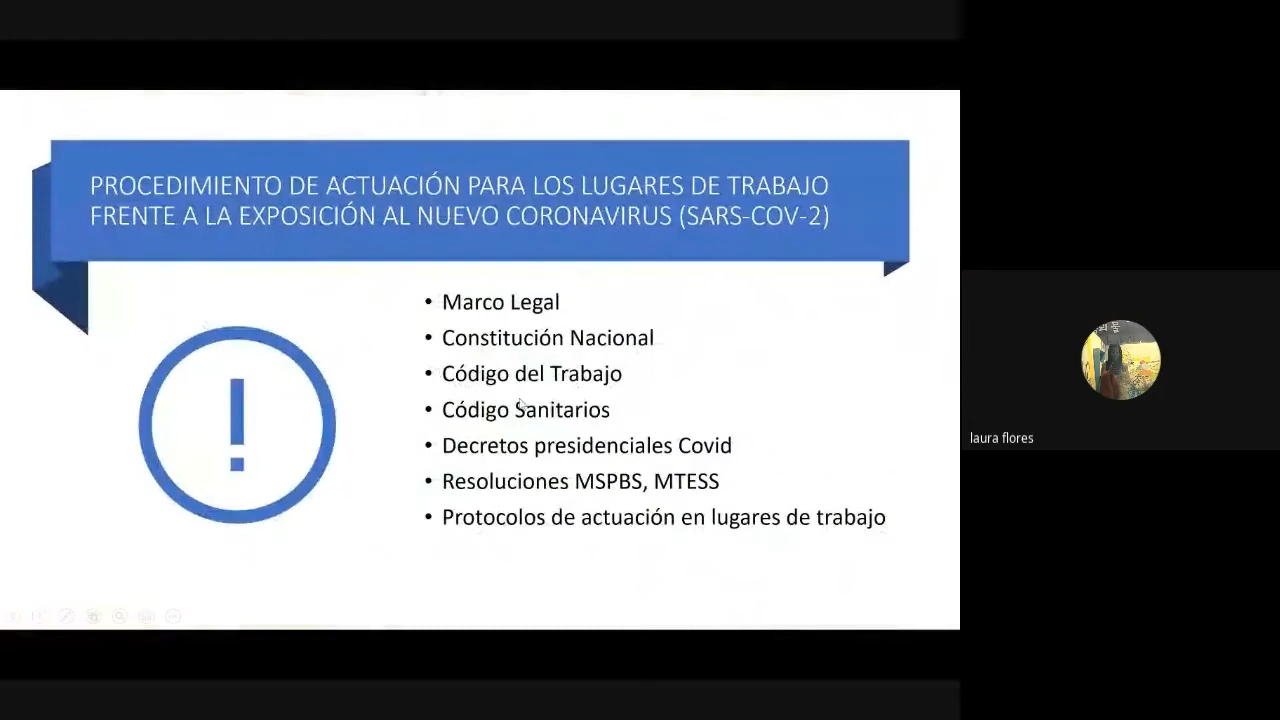 PROCEDIMIENTO DE ACTUACIÓN PARA LOS LUGARES DE TRABAJO
FRENTE A LA EXPOSICIÓN AL NUEVO CORONAVIRUS (SARS-COV-2)
• Marco Legal
• Constitución Nacional
• Código del Trabajo
• Código Sanitarios
• Decretos presidenciales Covid
• Resoluciones MSPBS, MTESS
• Protocolos de actuación en lugares de trabajo
laura flores